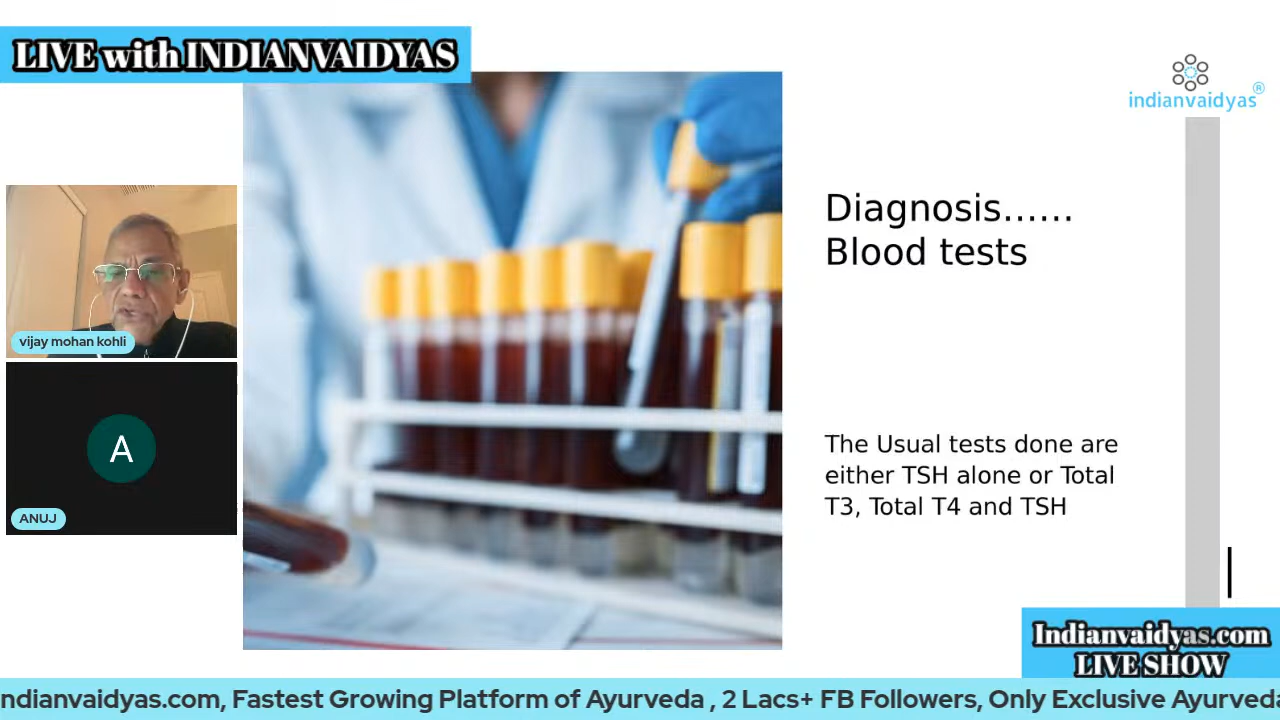 LIVE with INDIANVAIDYAS
indianvaidyas®
Diagnosis......
Blood tests
vijay mohan kohli
The Usual tests done are
either TSH alone or Total
T3, Total T4 and TSH
A
ANUJ
Indianvaidyas.com
LIVE SHOW
ndianvaidyas.com, Fastest Growing Platform of Ayurveda , 2 Lacs+ FB Followers, Only Exclusive Ayurveda